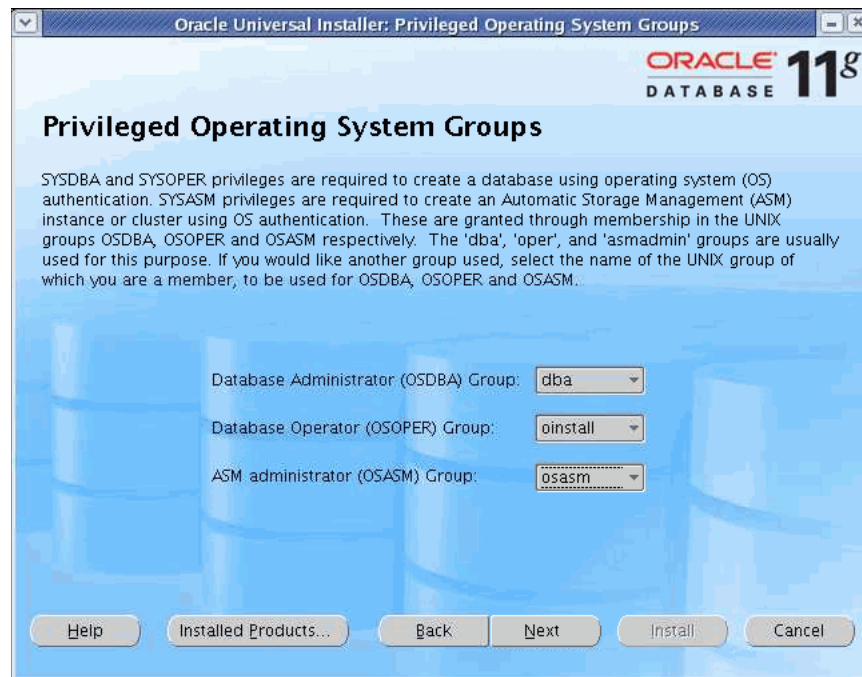 Oracle Universal Installer: Privileged Operating System Groups
ORACLE 11g
DATABASE
Privileged Operating System Groups
SYSDBA and SYSOPER privileges are required to create a database using operating system (OS)
authentication. SYSASM privileges are required to create an Automatic Storage Management (ASM)
instance or cluster using OS authentication. These are granted through membership in the UNIX
groups OSDBA, OSOPER and OSASM respectively. The 'dba', 'oper', and 'asmadmin' groups are usually
used for this purpose. If you would like another group used, select the name of the UNIX group of
which you are a member, to be used for OSDBA, OSOPER and OSASM.
Database Administrator (OSDBA) Group: dba
Database Operator (OSOPER) Group: oinstall
ASM administrator (OSASM) Group: osasm
Help Installed Products... Back Next Install Cancel